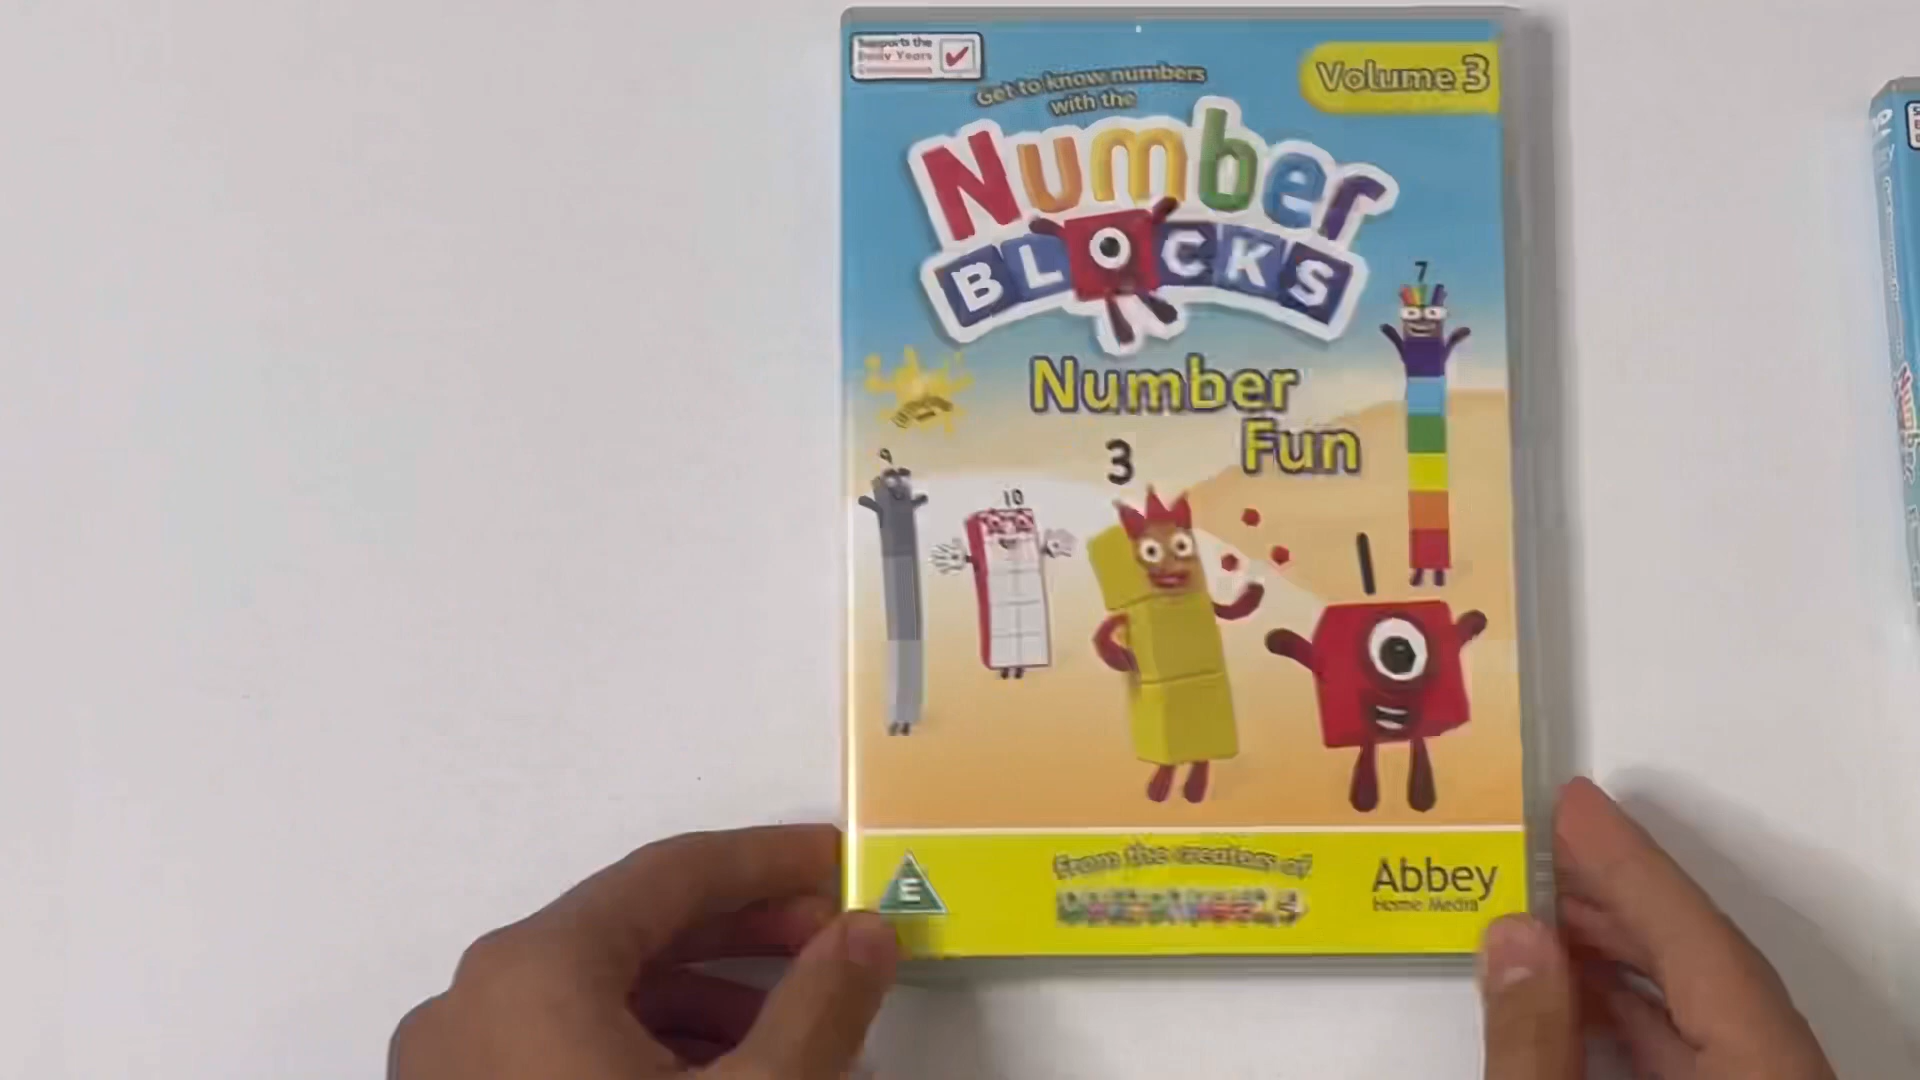 Supports the
Early Years
Get to know numbers
with the
Volume 3
Number
BLOCKS
Number
Fun
7
9
10
3
1
E
From the creators of
Abbey
Home Media